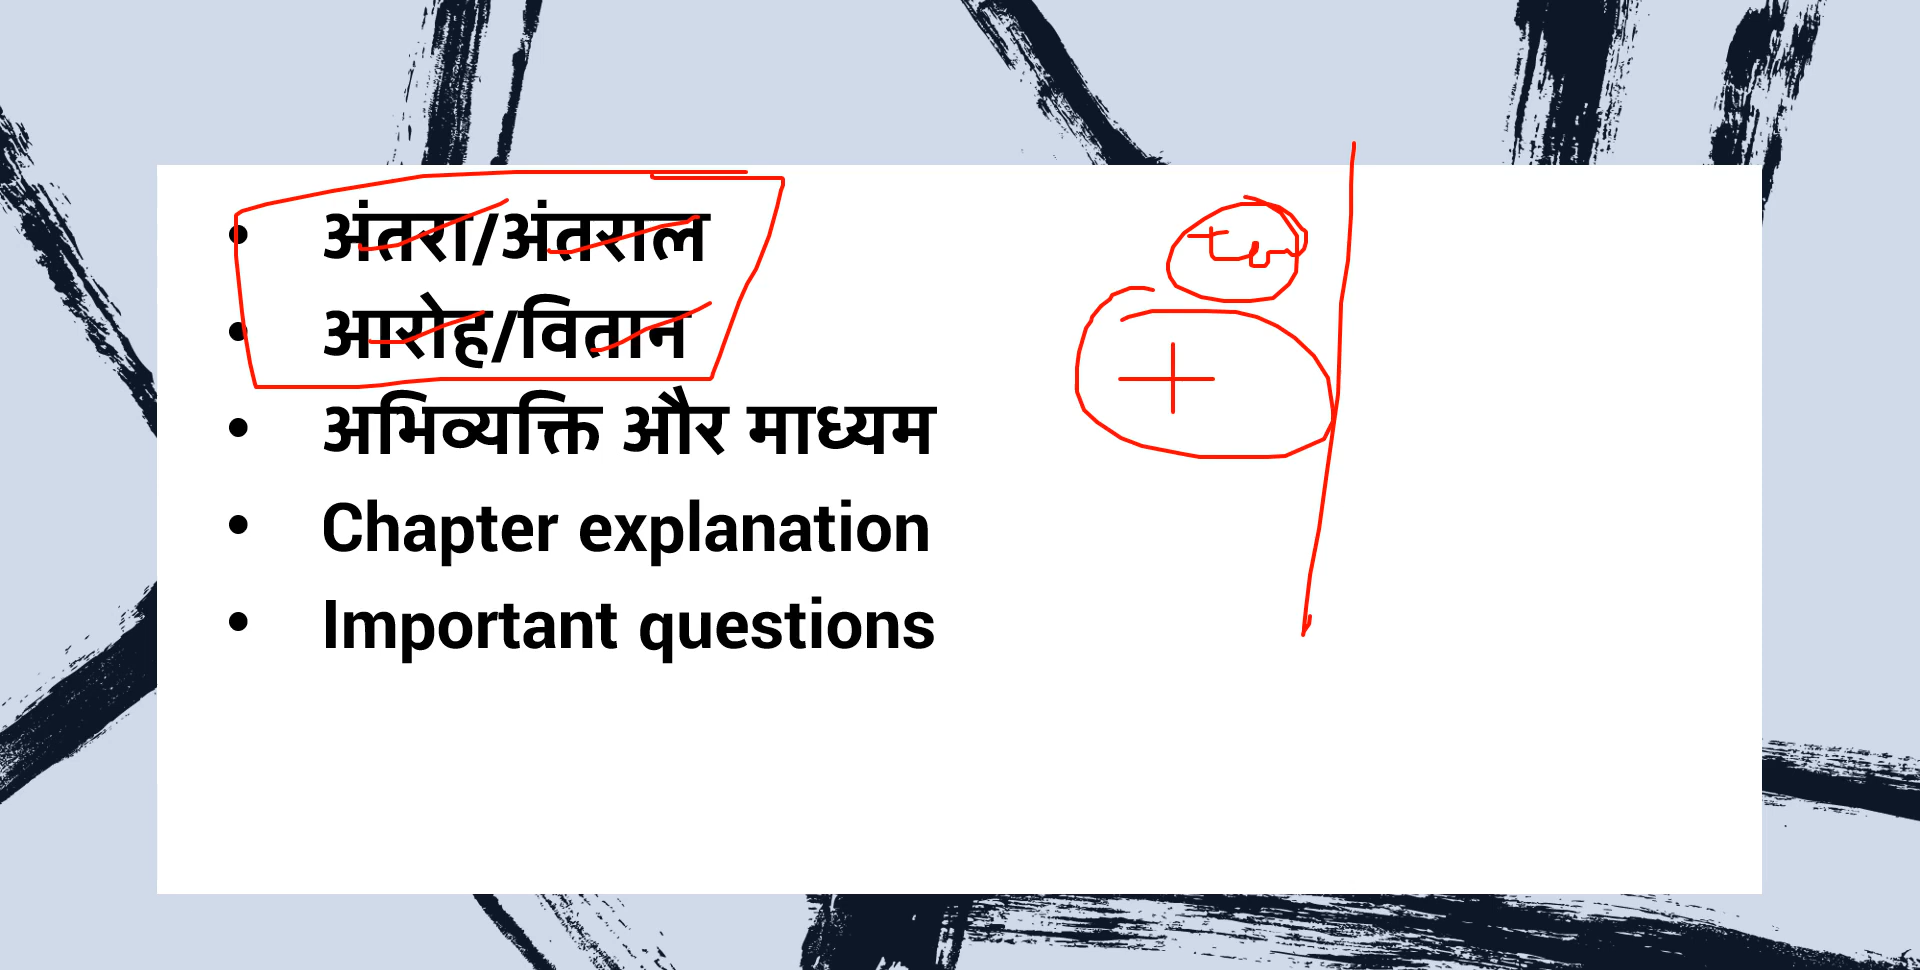 • अंतरा/अंतराल
• आरोह/वितान
• अभिव्यक्ति और माध्यम
• Chapter explanation
• Important questions
+